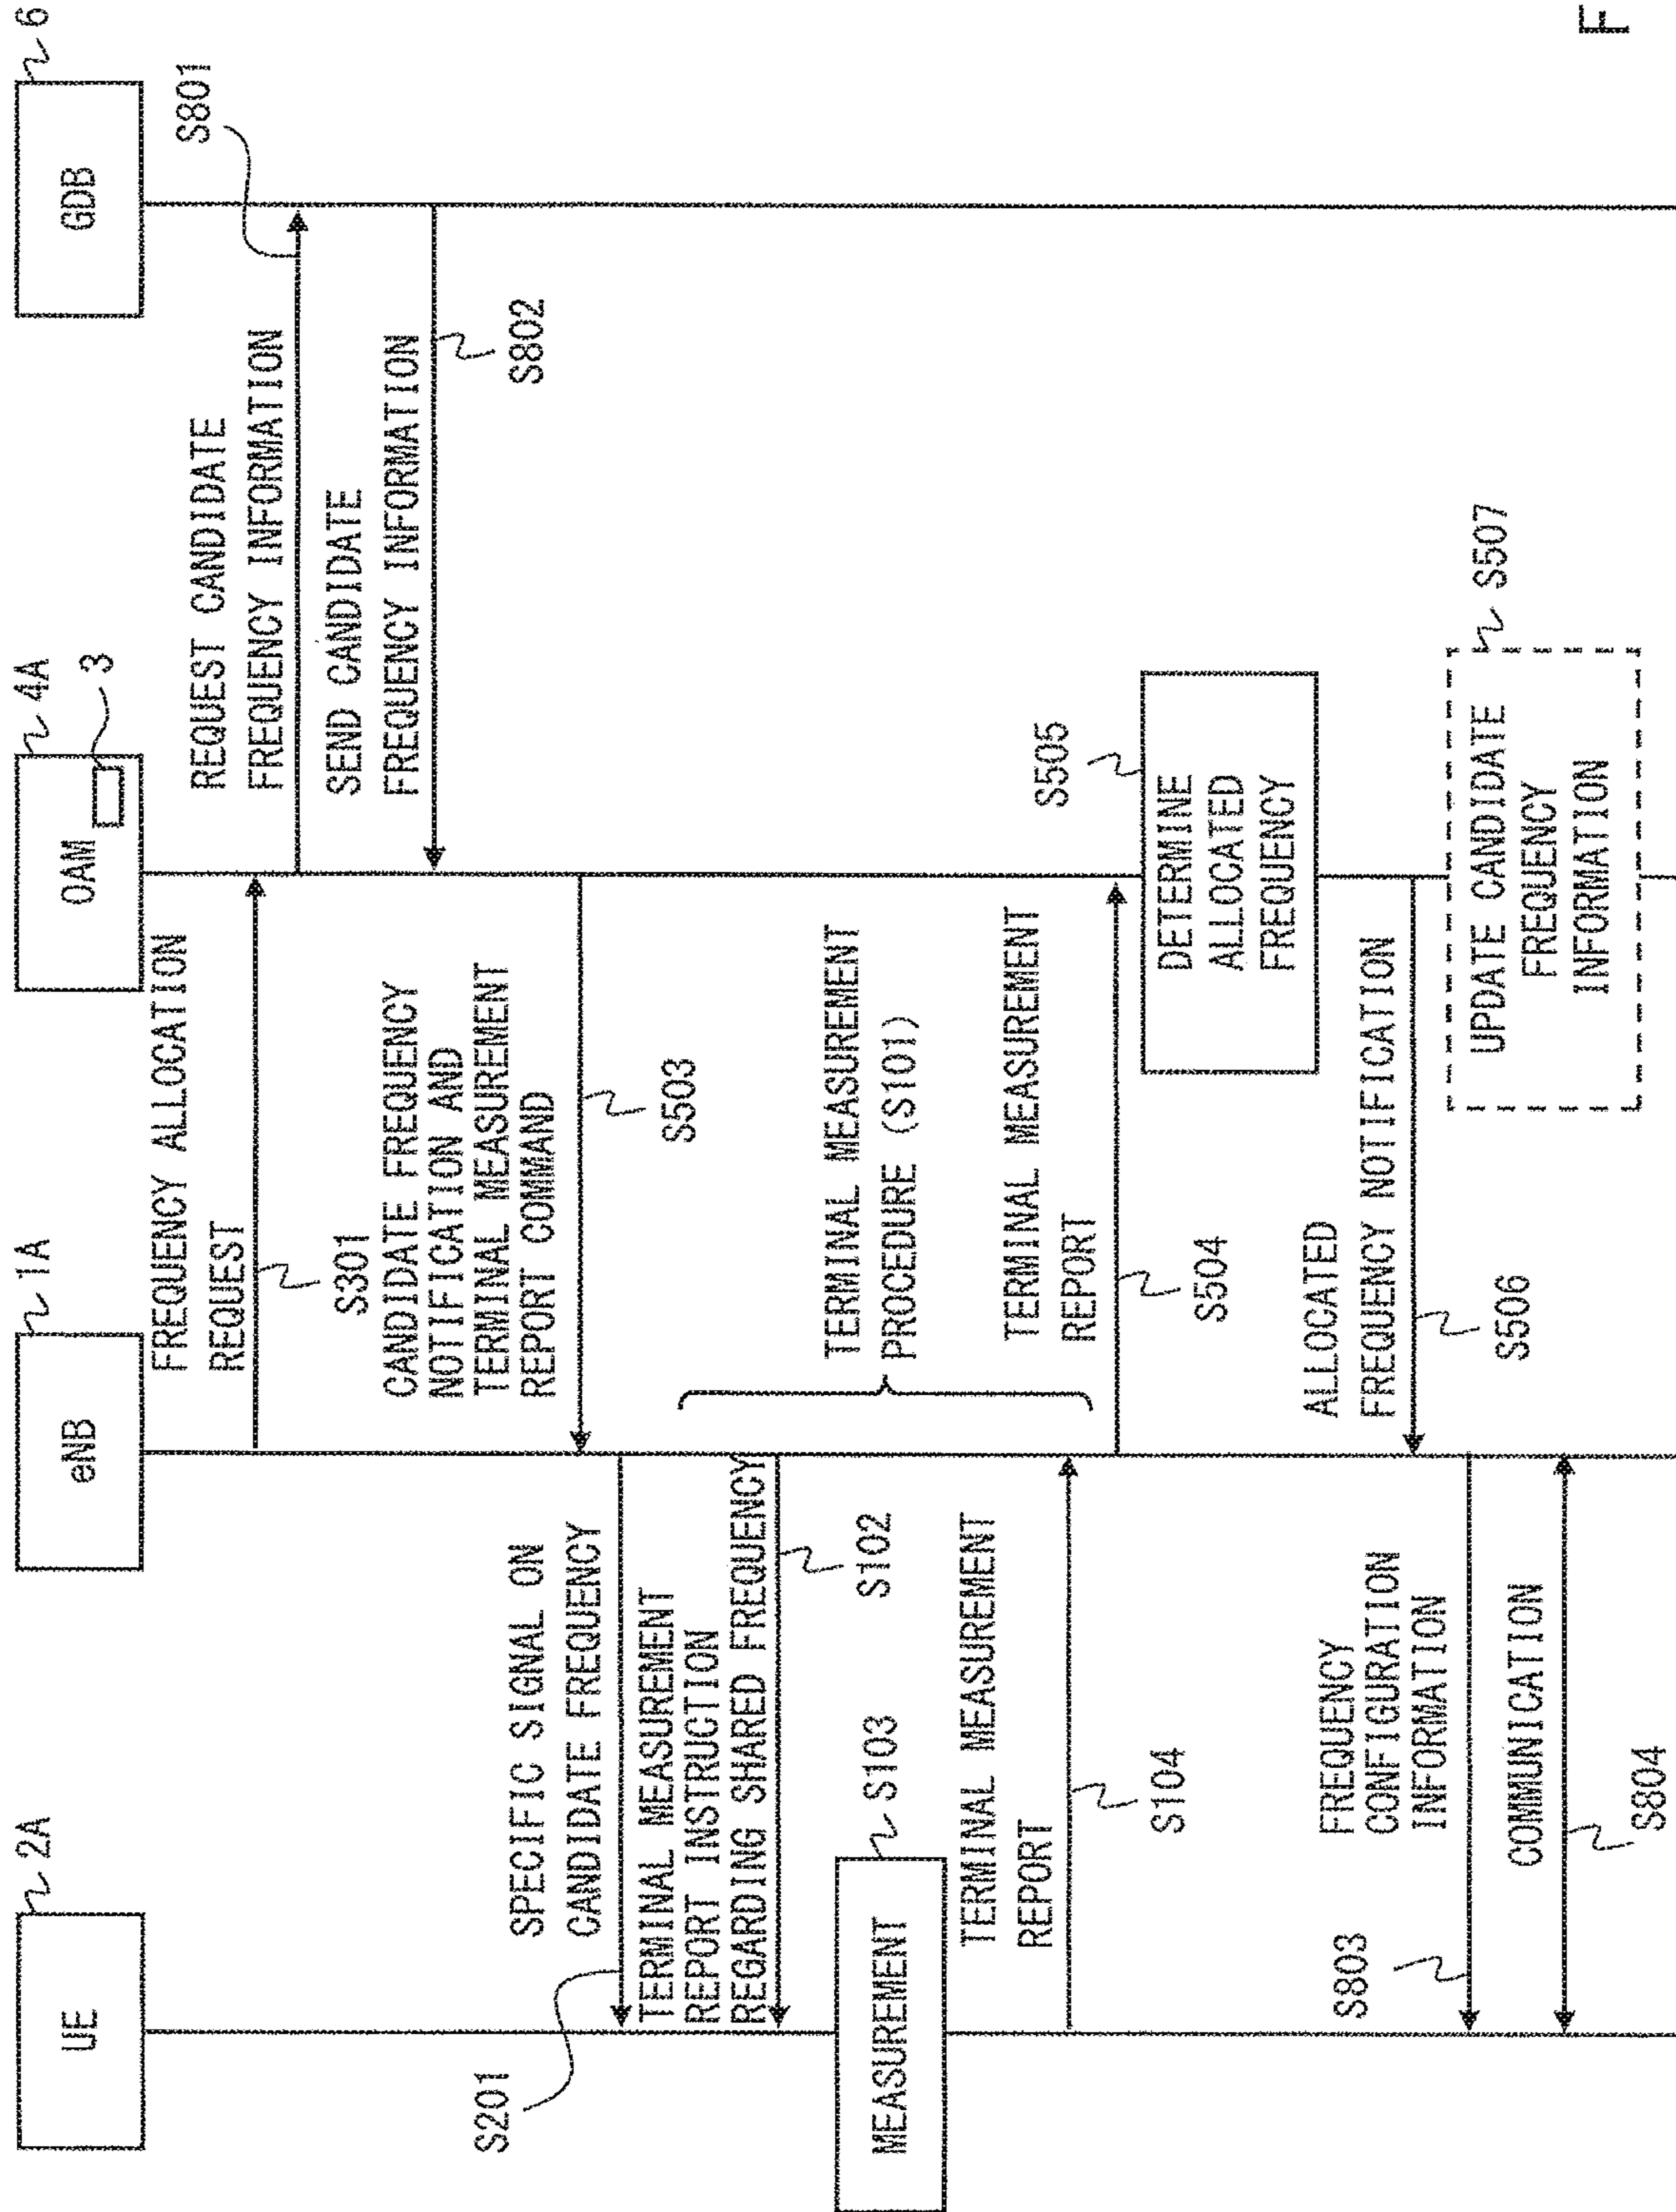 UE
2A
eNB
1A
OAM
4A
3
GDB
6
FREQUENCY ALLOCATION
REQUEST
S301
REQUEST CANDIDATE
FREQUENCY INFORMATION
S801
SEND CANDIDATE
FREQUENCY INFORMATION
S802
CANDIDATE FREQUENCY
NOTIFICATION AND
TERMINAL MEASUREMENT
REPORT COMMAND
S503
SPECIFIC SIGNAL ON
CANDIDATE FREQUENCY
S201
TERMINAL MEASUREMENT
REPORT INSTRUCTION
REGARDING SHARED FREQUENCY
S102
TERMINAL MEASUREMENT
PROCEDURE (S101)
MEASUREMENT
S103
TERMINAL MEASUREMENT
REPORT
S104
TERMINAL MEASUREMENT
REPORT
S504
DETERMINE
ALLOCATED
FREQUENCY
S505
ALLOCATED
FREQUENCY NOTIFICATION
S506
UPDATE CANDIDATE
FREQUENCY
INFORMATION
S507
FREQUENCY
CONFIGURATION
INFORMATION
S803
COMMUNICATION
S804
F